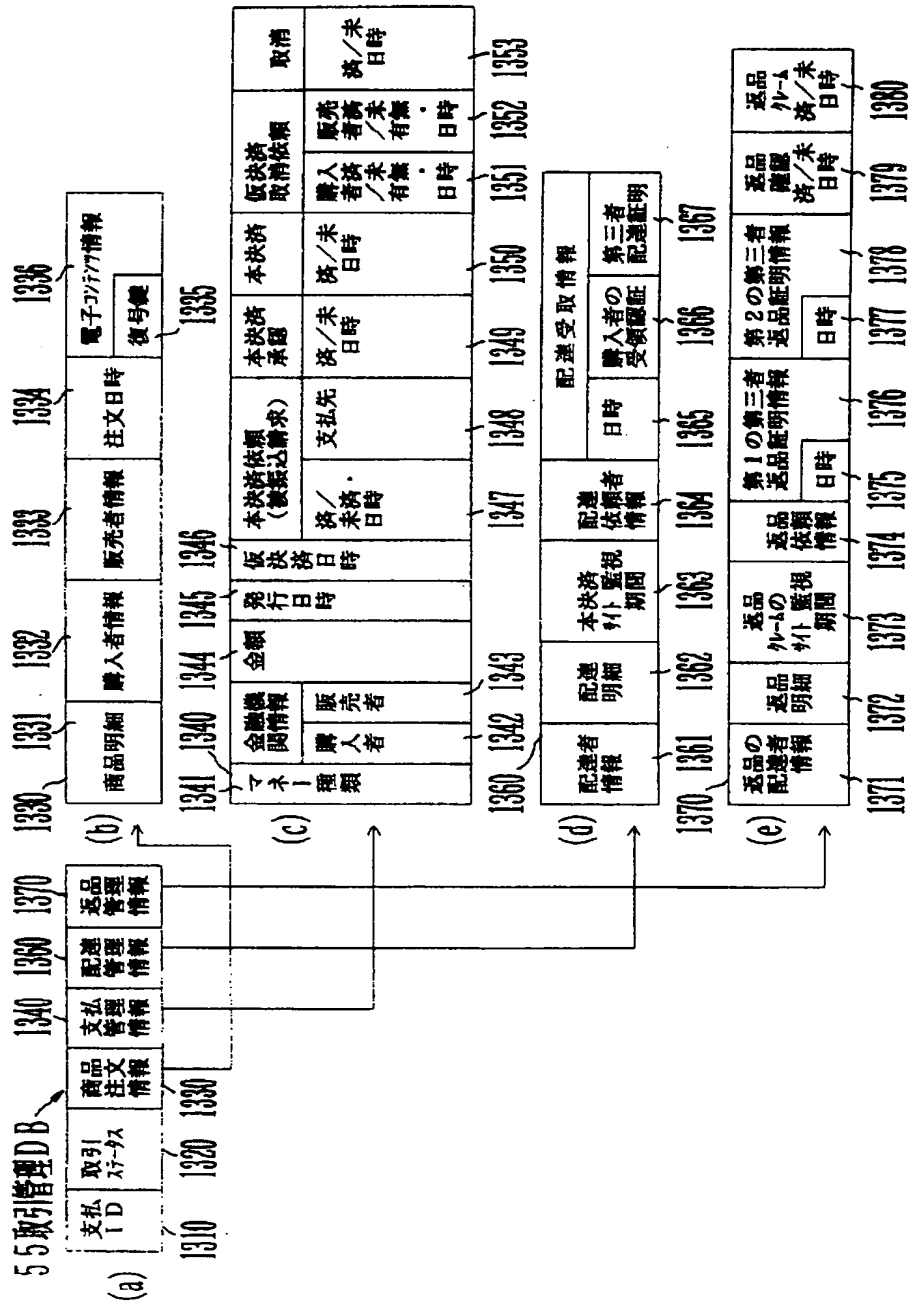 55取引管理DB
(a)
支払
ID
1310
取引
ステータス
1320
商品
注文
情報
1330
支払
管理
情報
1340
配達
管理
情報
1360
返品
管理
情報
1370
(b)
1330
商品明細
1331
購入者情報
1332
販売者情報
1333
注文日時
1334
電子コンテンツ情報
1336
復号鍵
1335
(c)
1340
マネー種類
1341
金融機関情報
購入者
1342
販売者
1343
金額
1344
発行日時
1345
仮決済日時
1346
本決済依頼
(被振込請求)
済/
未済・
日時
1347
支払先
1348
本決済
承認
済/未
日時
1349
本決済
済/未
日時
1350
仮決済
取消依頼
購入
者済/未
有無・
日時
1351
販売
者済/未
有無・
日時
1352
取消
済/未
日時
1353
(d)
1360
配達者
情報
1361
配達
明細
1362
本決済
サイト監視
期間
1363
配達
依頼者
情報
1364
配達受取情報
日時
1365
購入者の
受領認証
1366
第三者
配達証明
1367
(e)
1370
返品の
配達者
情報
1371
返品
明細
1372
返品
クレームの
サイト監視
期間
1373
返品
依頼
情報
1374
第1の第三者
返品証明情報
1376
日時
1375
第2の第三者
返品証明情報
1378
日時
1377
返品
確認
済/未
日時
1379
返品
クレーム
済/未
日時
1380